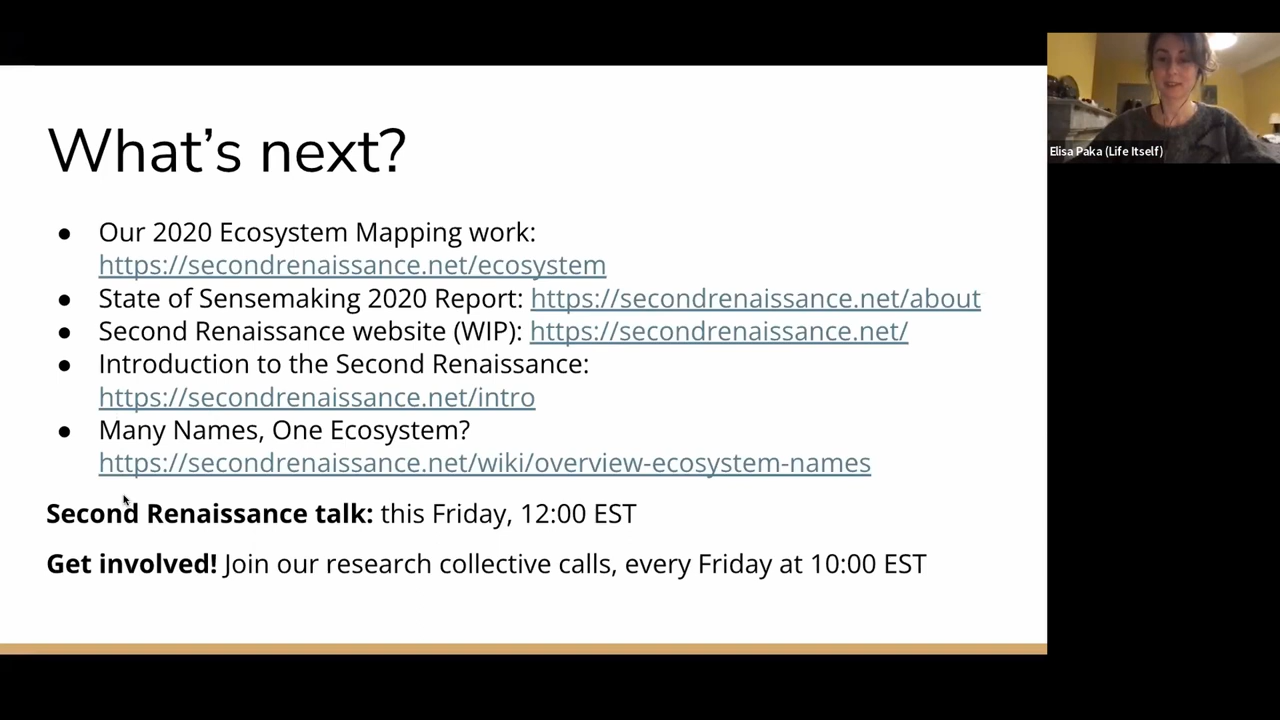 What's next?
● Our 2020 Ecosystem Mapping work:
https://secondrenaissance.net/ecosystem
● State of Sensemaking 2020 Report: https://secondrenaissance.net/about
● Second Renaissance website (WIP): https://secondrenaissance.net/
● Introduction to the Second Renaissance:
https://secondrenaissance.net/intro
● Many Names, One Ecosystem?
https://secondrenaissance.net/wiki/overview-ecosystem-names
Second Renaissance talk: this Friday, 12:00 EST
Get involved! Join our research collective calls, every Friday at 10:00 EST
Elisa Paka (Life Itself)